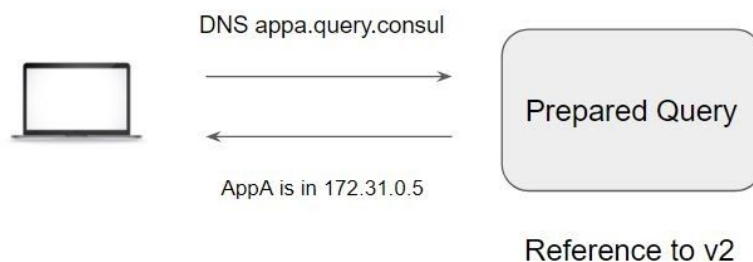 DNS appa.query.consul
Prepared Query
AppA is in 172.31.0.5
Reference to v2